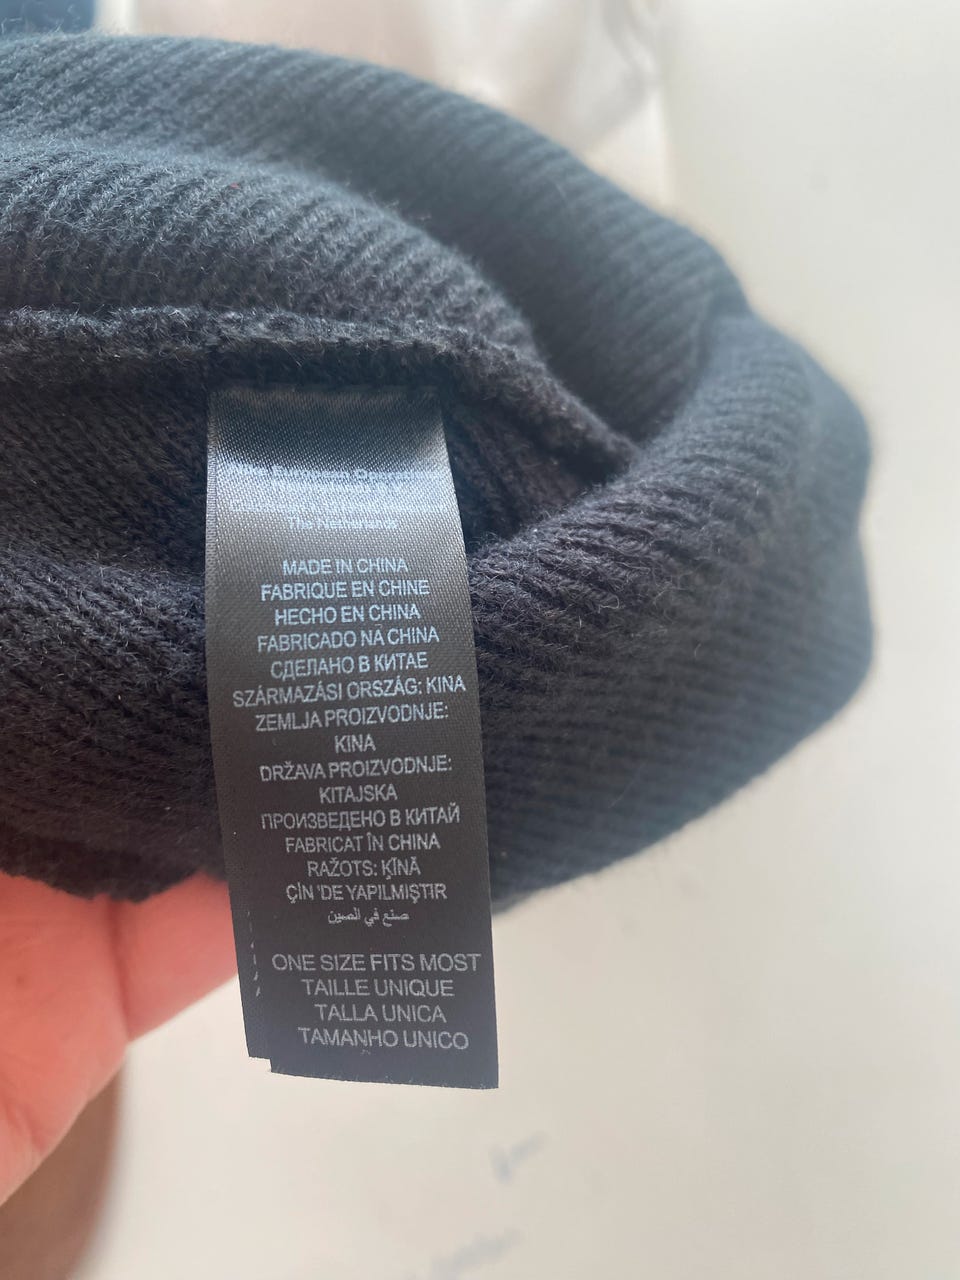 The Netherlands
MADE IN CHINA
FABRIQUE EN CHINE
HECHO EN CHINA
FABRICADO NA CHINA
СДЕЛАНО В КИТАЕ
SZÁRMAZÁSI ORSZÁG: KINA
ZEMLJA PROIZVODNJE:
KINA
DRŽAVA PROIZVODNJE:
KITAJSKA
ПРОИЗВЕДЕНО В КИТАЙ
FABRICAT ÎN CHINA
RAŽOTS: ĶĪNĀ
ÇİN 'DE YAPILMIŞTIR
صنع في الصين
ONE SIZE FITS MOST
TAILLE UNIQUE
TALLA UNICA
TAMANHO UNICO